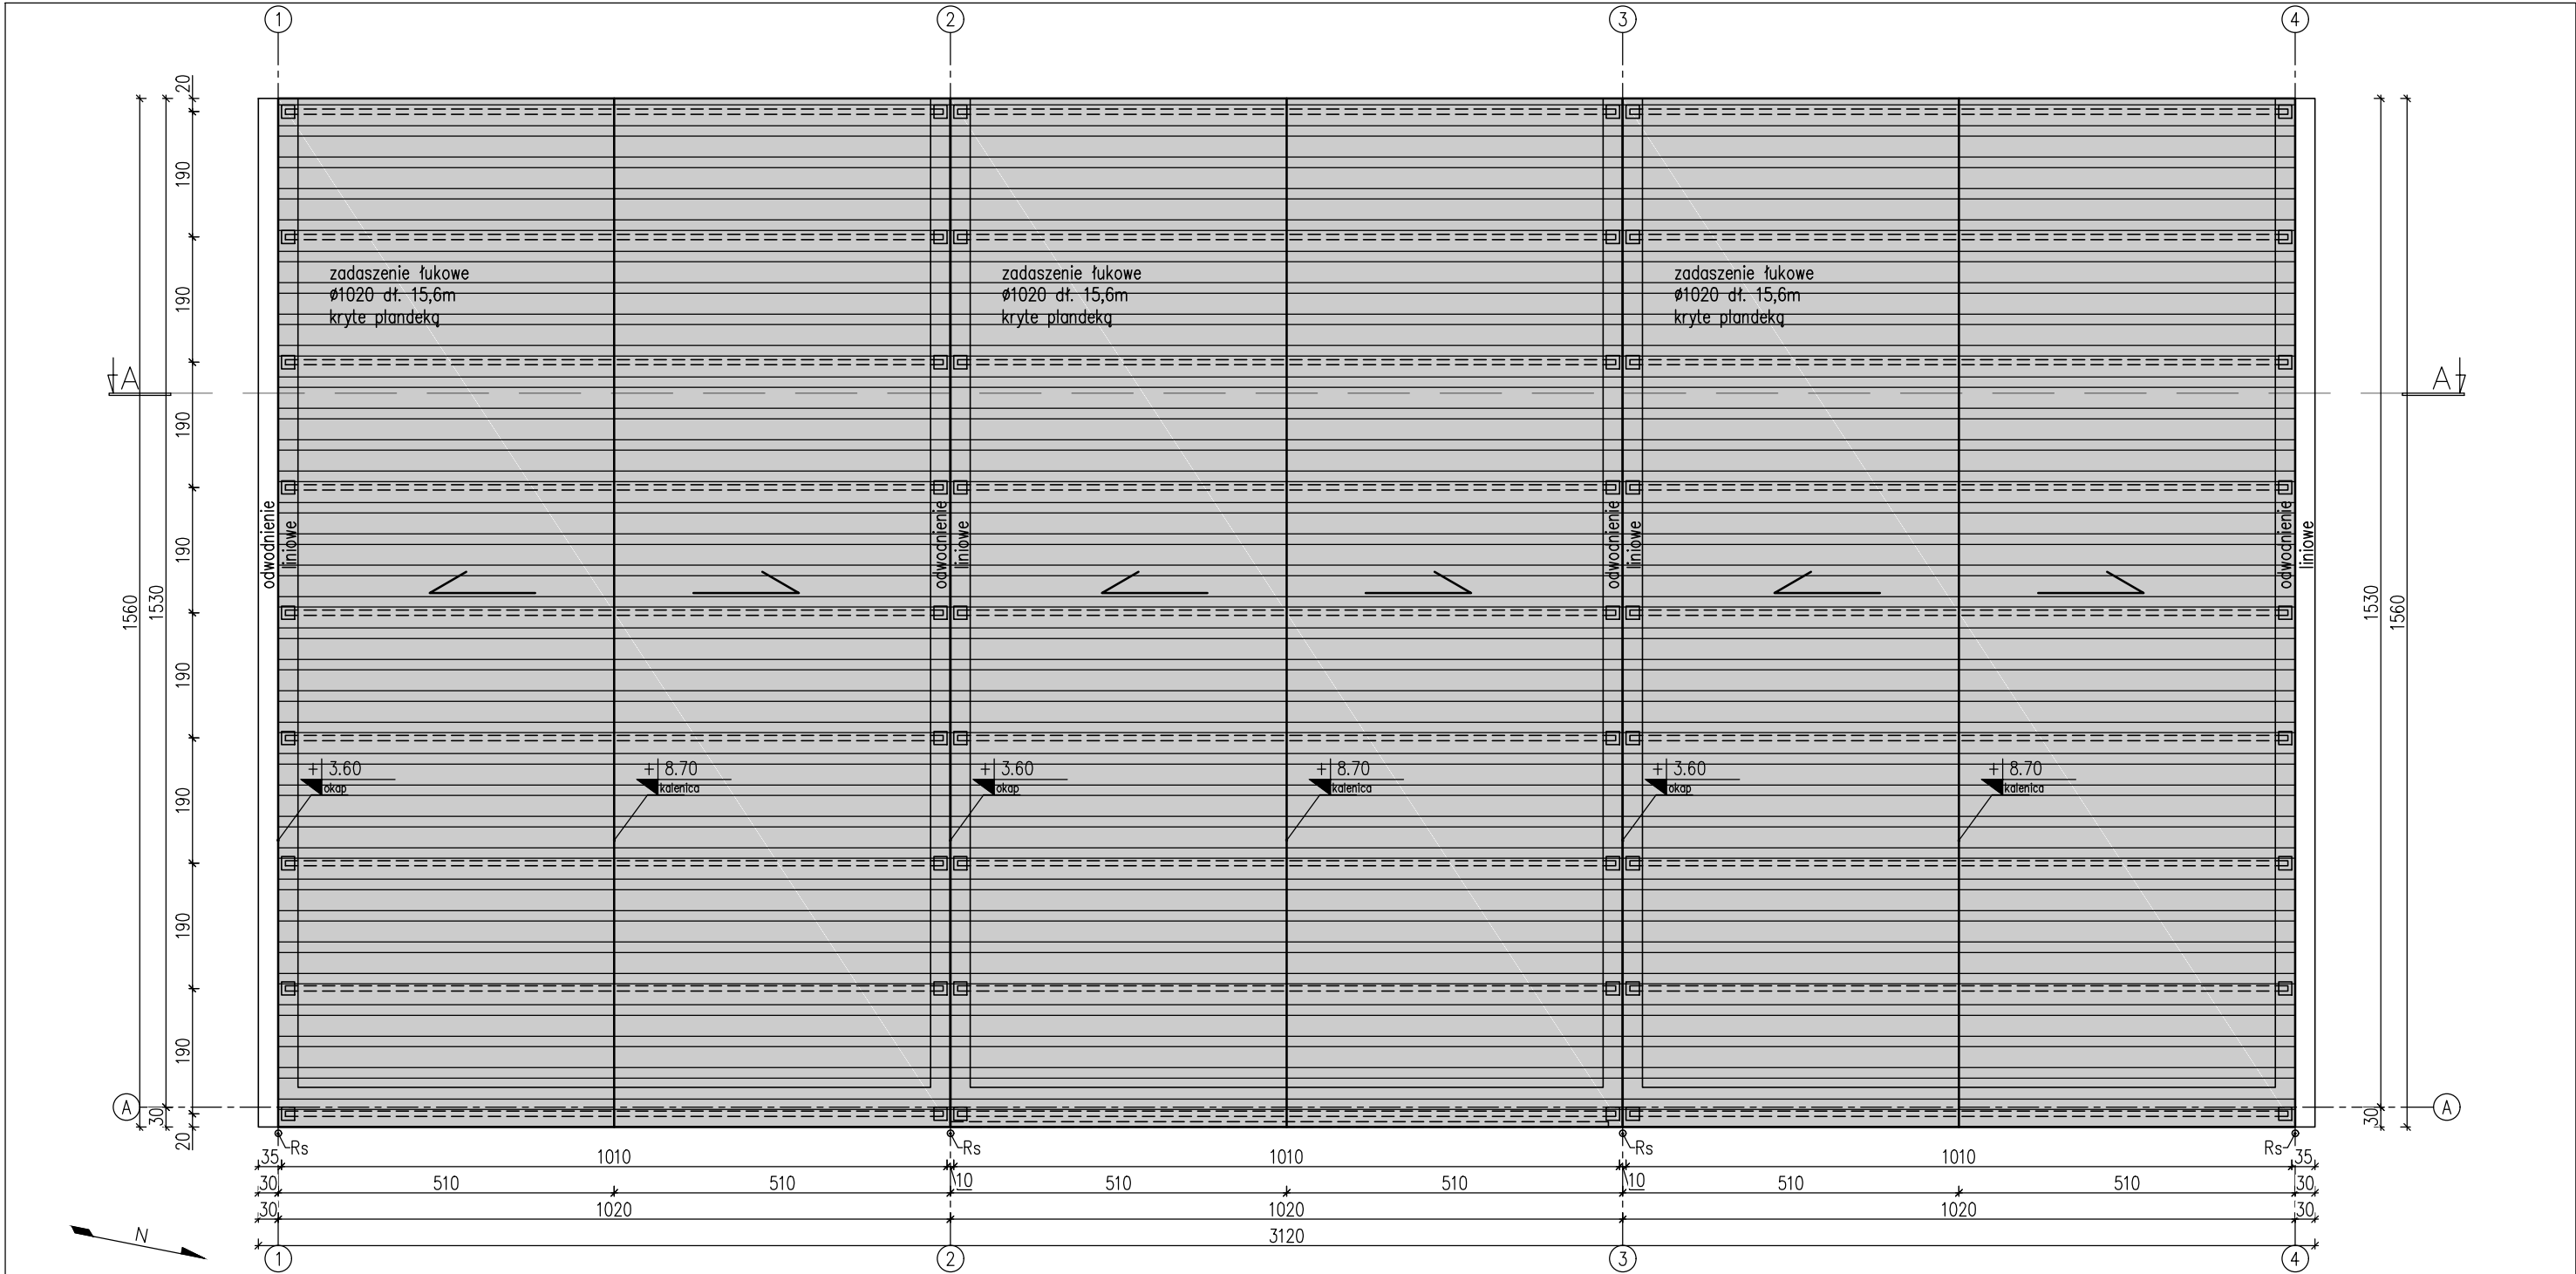 1 2 3 4
20
190
190
190
190
190
190
190
190
20
1530
30
1560
zadaszenie łukowe
ø1020 dł. 15,6m
kryte plandeką
zadaszenie łukowe
ø1020 dł. 15,6m
kryte plandeką
zadaszenie łukowe
ø1020 dł. 15,6m
kryte plandeką
A A
odwodnienie
liniowe
odwodnienie
liniowe
odwodnienie
liniowe
odwodnienie
liniowe
1530
30
1560
+ 3.60
okap
+ 8.70
kalenica
+ 3.60
okap
+ 8.70
kalenica
+ 3.60
okap
+ 8.70
kalenica
A A
Rs Rs Rs Rs
35 1010 1010 1010 35
30 510 510 10 510 510 10 510 510 30
30 1020 1020 1020 30
3120
N
1 2 3 4